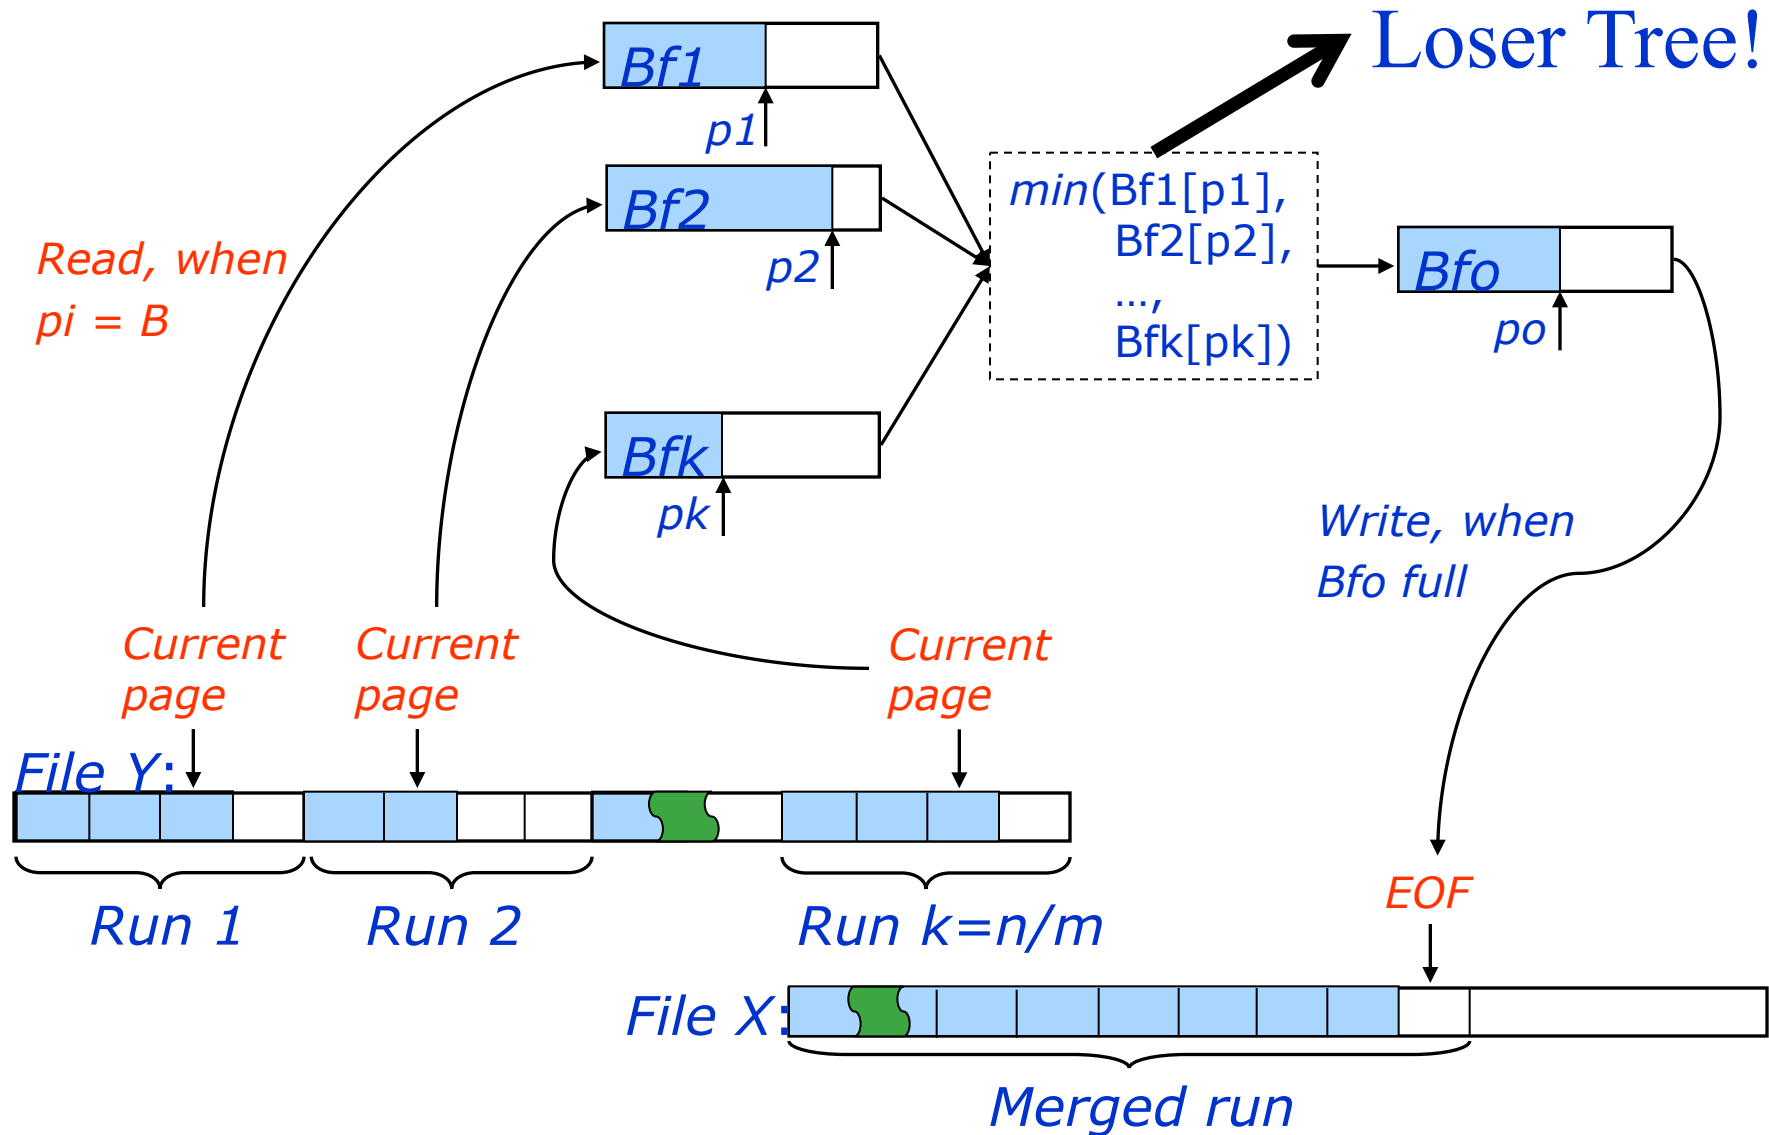 Loser Tree!
Bf1
p1
Bf2
p2
min(Bf1[p1],
Bf2[p2],
…,
Bfk[pk])
Bfo
po
Read, when
pi = B
Bfk
pk
Write, when
Bfo full
Current
page
Current
page
Current
page
File Y:
EOF
Run 1
Run 2
Run k=n/m
File X:
Merged run